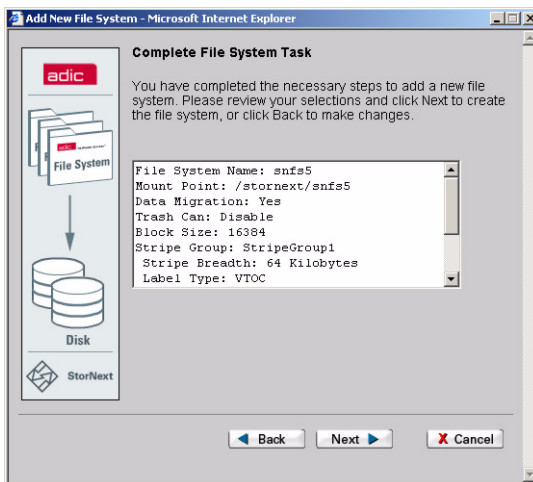 Add New File System - Microsoft Internet Explorer
adic
File System
Disk
StorNext
Complete File System Task
You have completed the necessary steps to add a new file
system. Please review your selections and click Next to create
the file system, or click Back to make changes.
File System Name: snfs5
Mount Point: /stornext/snfs5
Data Migration: Yes
Trash Can: Disable
Block Size: 16384
Stripe Group: StripeGroup1
Stripe Breadth: 64 Kilobytes
Label Type: VTOC
Back
Next
X Cancel